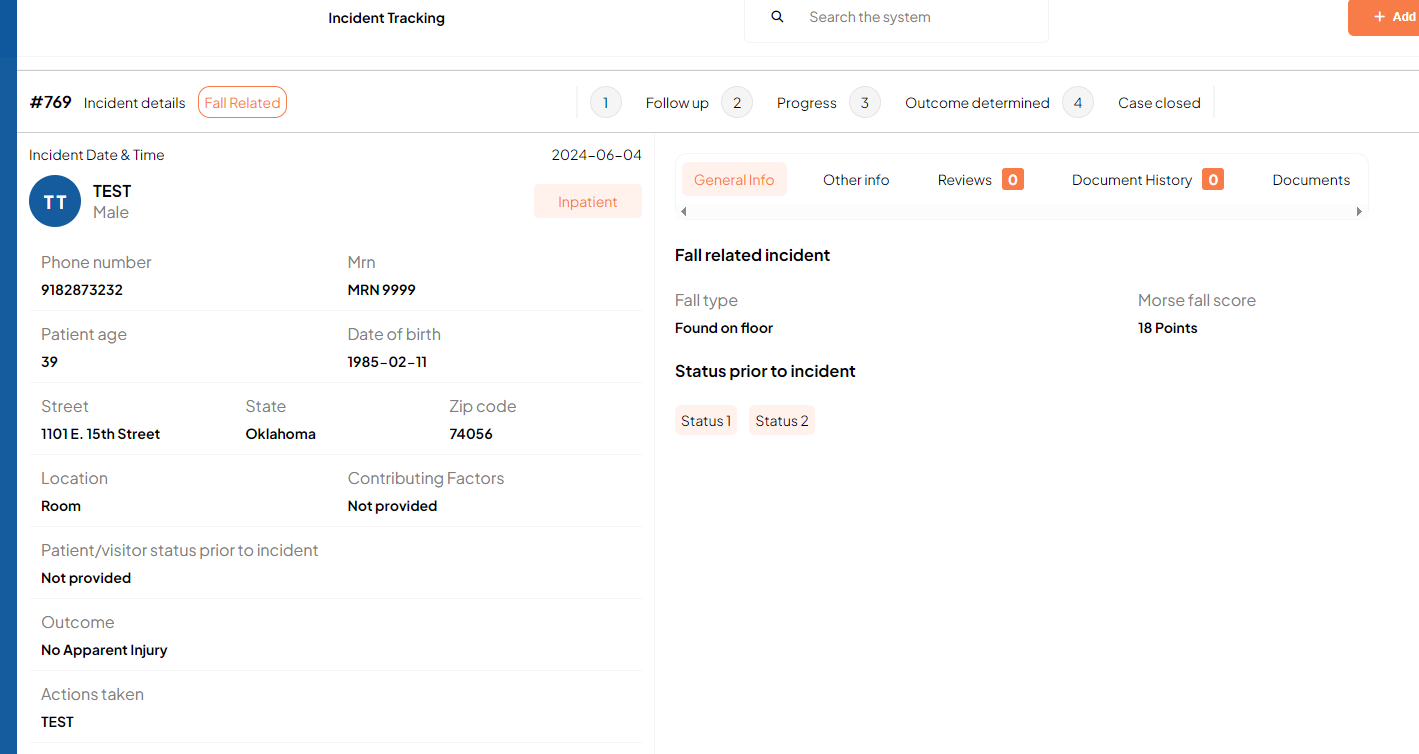 Incident Tracking
Search the system
+ Add
#769 Incident details Fall Related
1 Follow up 2 Progress 3 Outcome determined 4 Case closed
Incident Date & Time 2024-06-04
TT
TEST
Male
Inpatient
Phone number Mrn
9182873232 MRN 9999
Patient age Date of birth
39 1985-02-11
Street State Zip code
1101 E. 15th Street Oklahoma 74056
Location Contributing Factors
Room Not provided
Patient/visitor status prior to incident
Not provided
Outcome
No Apparent Injury
Actions taken
TEST
General Info Other info Reviews 0 Document History 0 Documents
Fall related incident
Fall type Morse fall score
Found on floor 18 Points
Status prior to incident
Status 1 Status 2